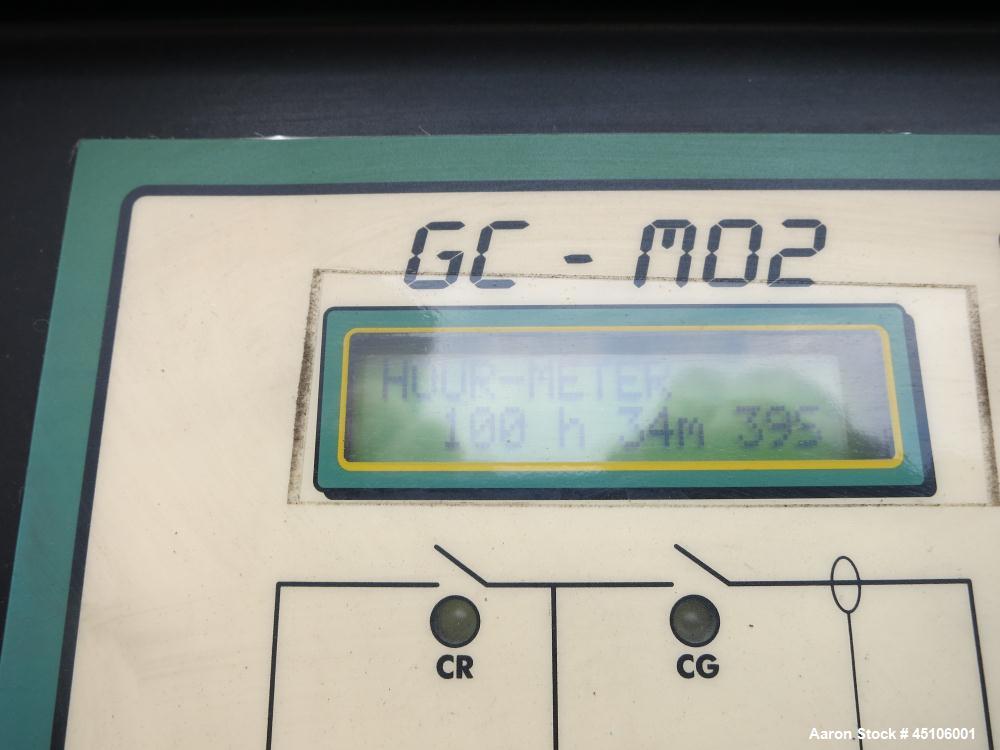 GC - M02
HOUR-METER
100 h 34m 39s
CR
CG
Aaron Stock # 45106001